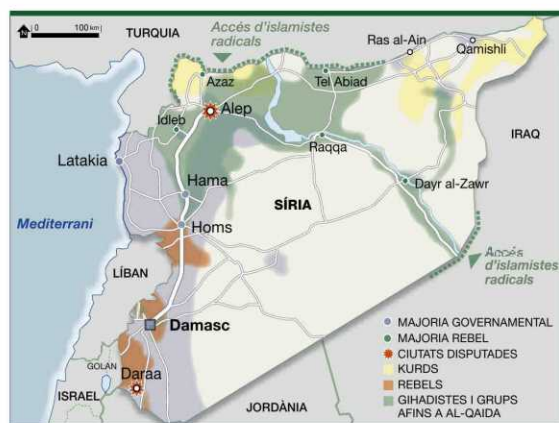 0 100 km
TURQUIA
Accés d'islamistes
radicals
Ras al-Ain
Qamishli
Azaz
Tel Abiad
Alep
Idleb
IRAQ
Latakia
Raqqa
Hama
Dayr al-Zawr
SÍRIA
Mediterrani
Homs
Accés
d'islamistes
radicals
LÍBAN
Damasc
MAJORIA GOVERNAMENTAL
MAJORIA REBEL
CIUTATS DISPUTADES
KURDS
REBELS
GIHADISTES I GRUPS
AFINS A AL-QAIDA
GOLAN
Daraa
ISRAEL
JORDÀNIA